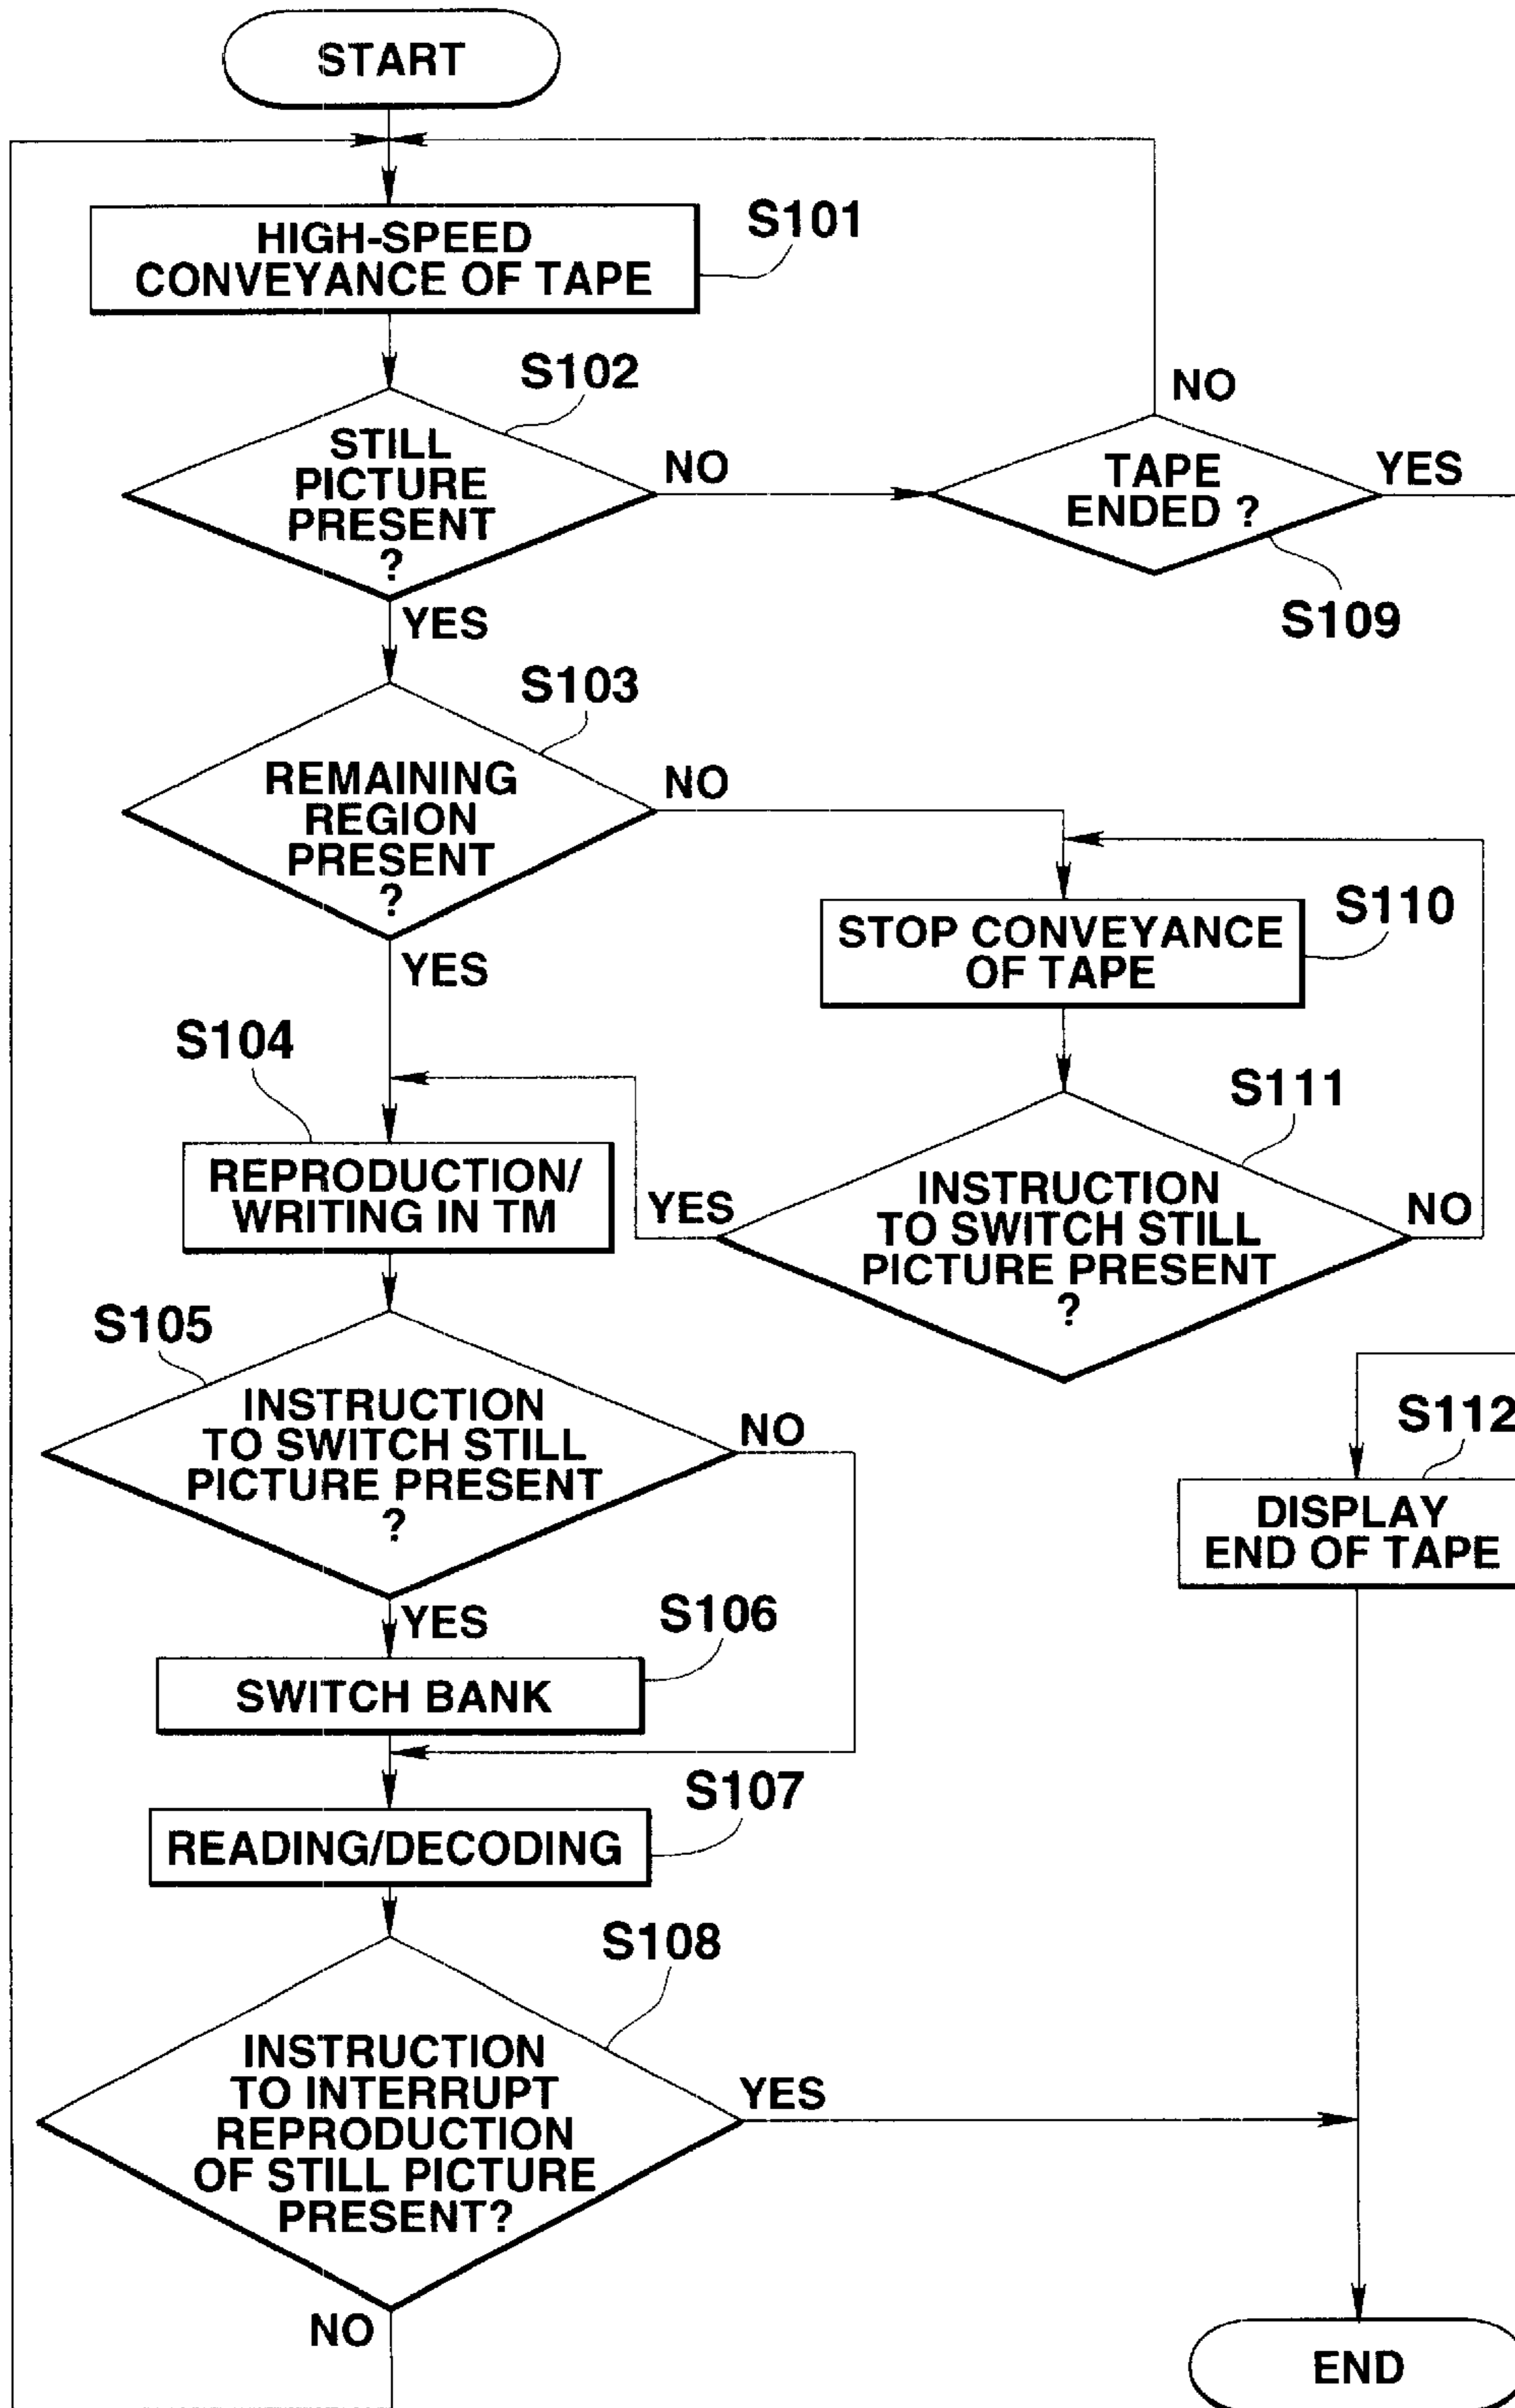 START
S101
HIGH-SPEED
CONVEYANCE OF TAPE
S102
STILL
PICTURE
PRESENT
?
NO
YES
NO
TAPE
ENDED ?
YES
S109
S103
REMAINING
REGION
PRESENT
?
NO
YES
STOP CONVEYANCE
OF TAPE
S110
S111
INSTRUCTION
TO SWITCH STILL
PICTURE PRESENT
?
YES
NO
S104
REPRODUCTION/
WRITING IN TM
S105
INSTRUCTION
TO SWITCH STILL
PICTURE PRESENT
?
NO
YES
S106
SWITCH BANK
S107
READING/DECODING
S108
INSTRUCTION
TO INTERRUPT
REPRODUCTION
OF STILL PICTURE
PRESENT?
YES
NO
S112
DISPLAY
END OF TAPE
END